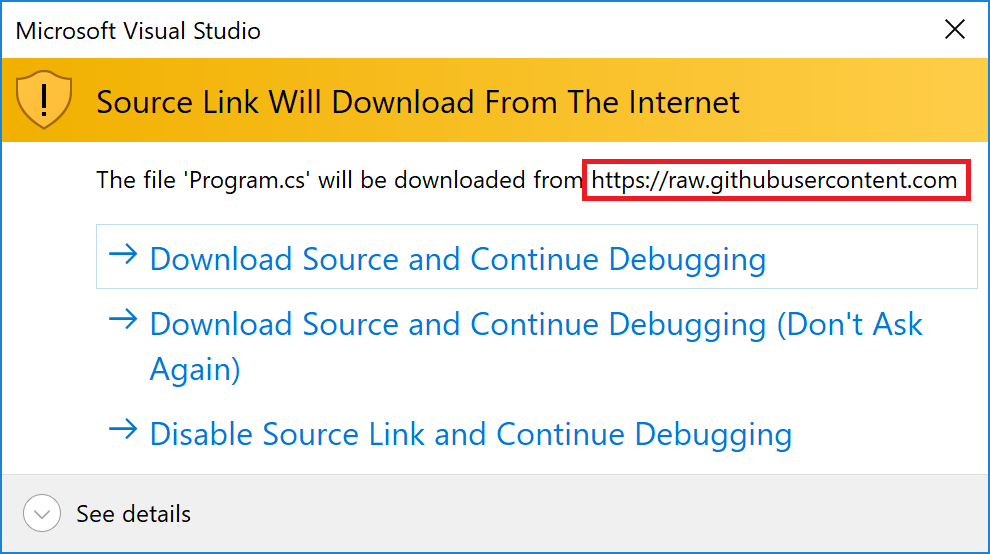 Microsoft Visual Studio
Source Link Will Download From The Internet
The file 'Program.cs' will be downloaded from https://raw.githubusercontent.com
Download Source and Continue Debugging
Download Source and Continue Debugging (Don't Ask
Again)
Disable Source Link and Continue Debugging
See details